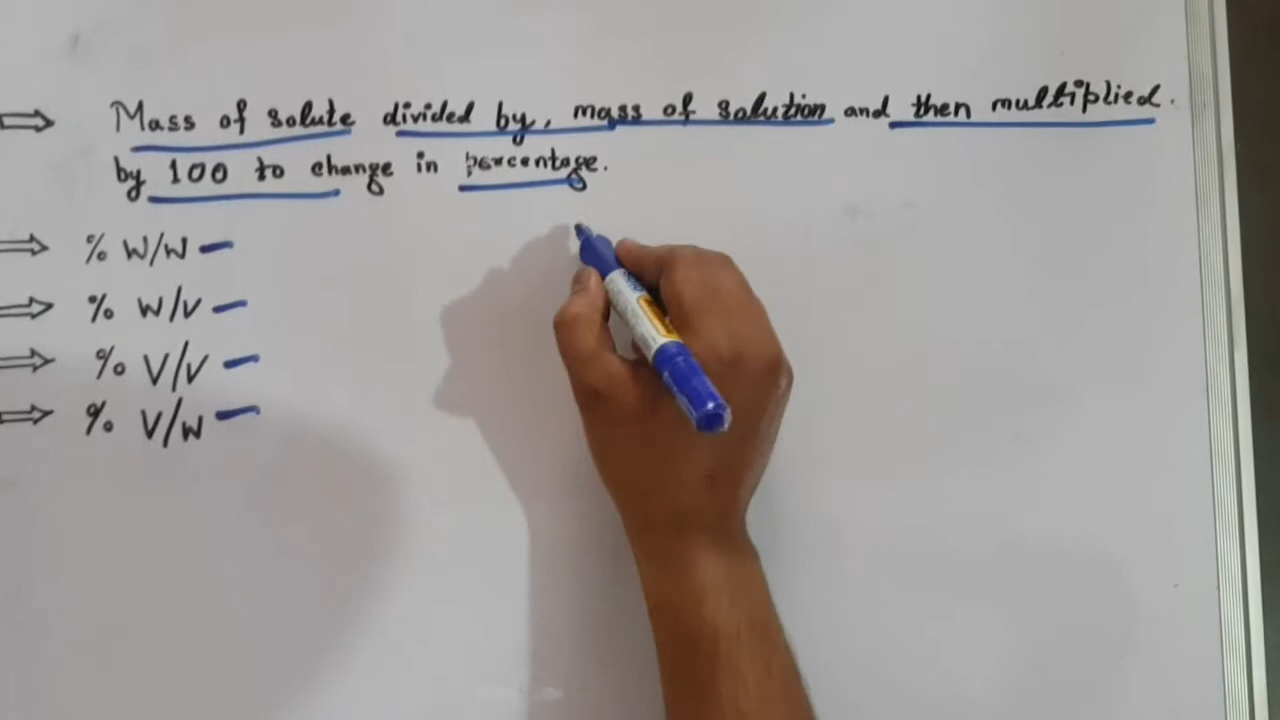 ⇒ Mass of solute divided by, mass of solution and then multiplied.
by 100 to change in percentage.
⇒ % W/W –
⇒ % W/V –
⇒ % V/V –
⇒ % V/W –